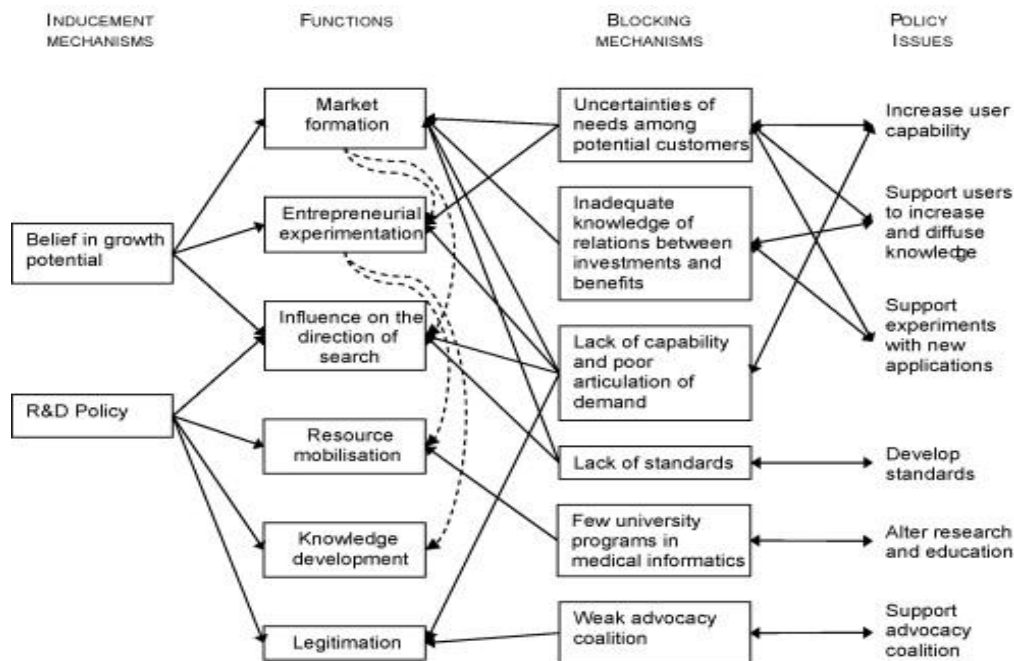 INDUCEMENT
MECHANISMS
FUNCTIONS
BLOCKING
MECHANISMS
POLICY
ISSUES
Belief in growth
potential
R&D Policy
Market
formation
Entrepreneurial
experimentation
Influence on the
direction of
search
Resource
mobilisation
Knowledge
development
Legitimation
Uncertainties of
needs among
potential customers
Inadequate
knowledge of
relations between
investments and
benefits
Lack of capability
and poor
articulation of
demand
Lack of standards
Few university
programs in
medical informatics
Weak advocacy
coalition
Increase user
capability
Support users
to increase
and diffuse
knowledge
Support
experiments
with new
applications
Develop
standards
Alter research
and education
Support
advocacy
coalition